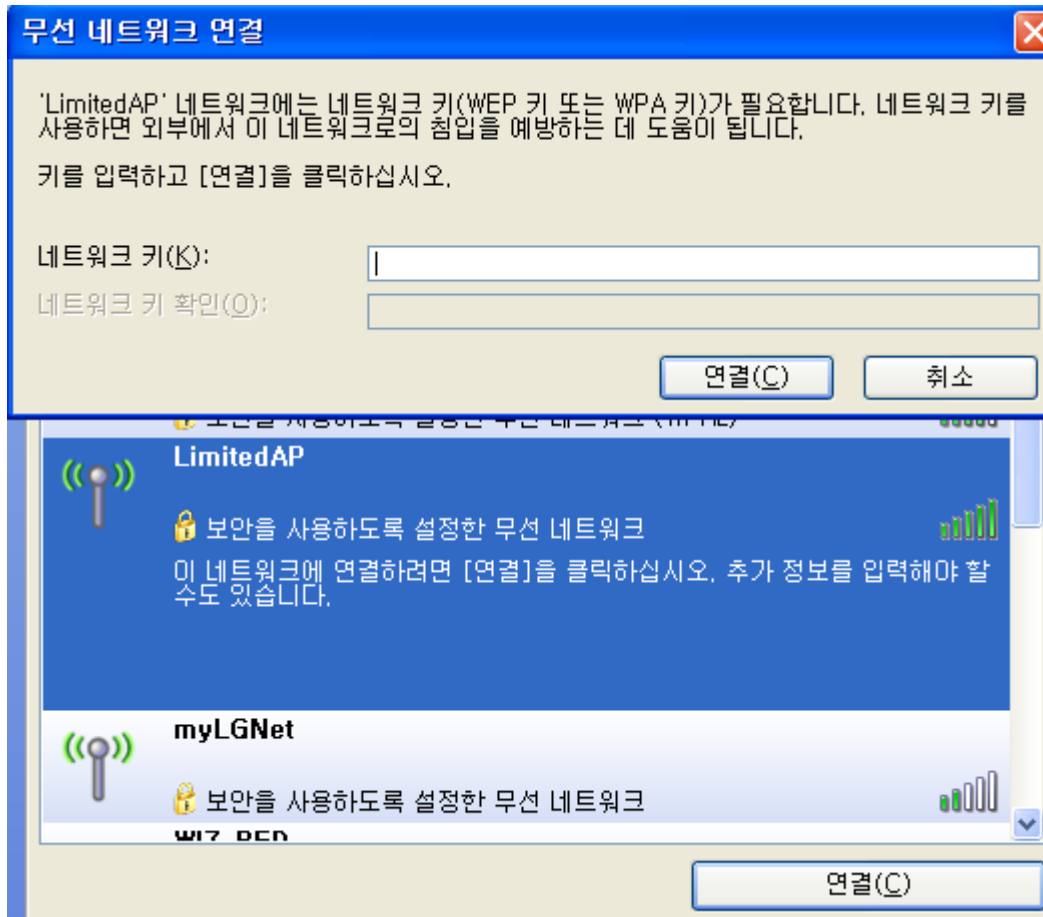 무선 네트워크 연결
'LimitedAP' 네트워크에는 네트워크 키(WEP 키 또는 WPA 키)가 필요합니다. 네트워크 키를
사용하면 외부에서 이 네트워크로의 침입을 예방하는 데 도움이 됩니다.
키를 입력하고 [연결]을 클릭하십시오.
네트워크 키(K):
네트워크 키 확인(O):
연결(C) 취소
LimitedAP
보안을 사용하도록 설정한 무선 네트워크
이 네트워크에 연결하려면 [연결]을 클릭하십시오. 추가 정보를 입력해야 할
수도 있습니다.
myLGNet
보안을 사용하도록 설정한 무선 네트워크
연결(C)